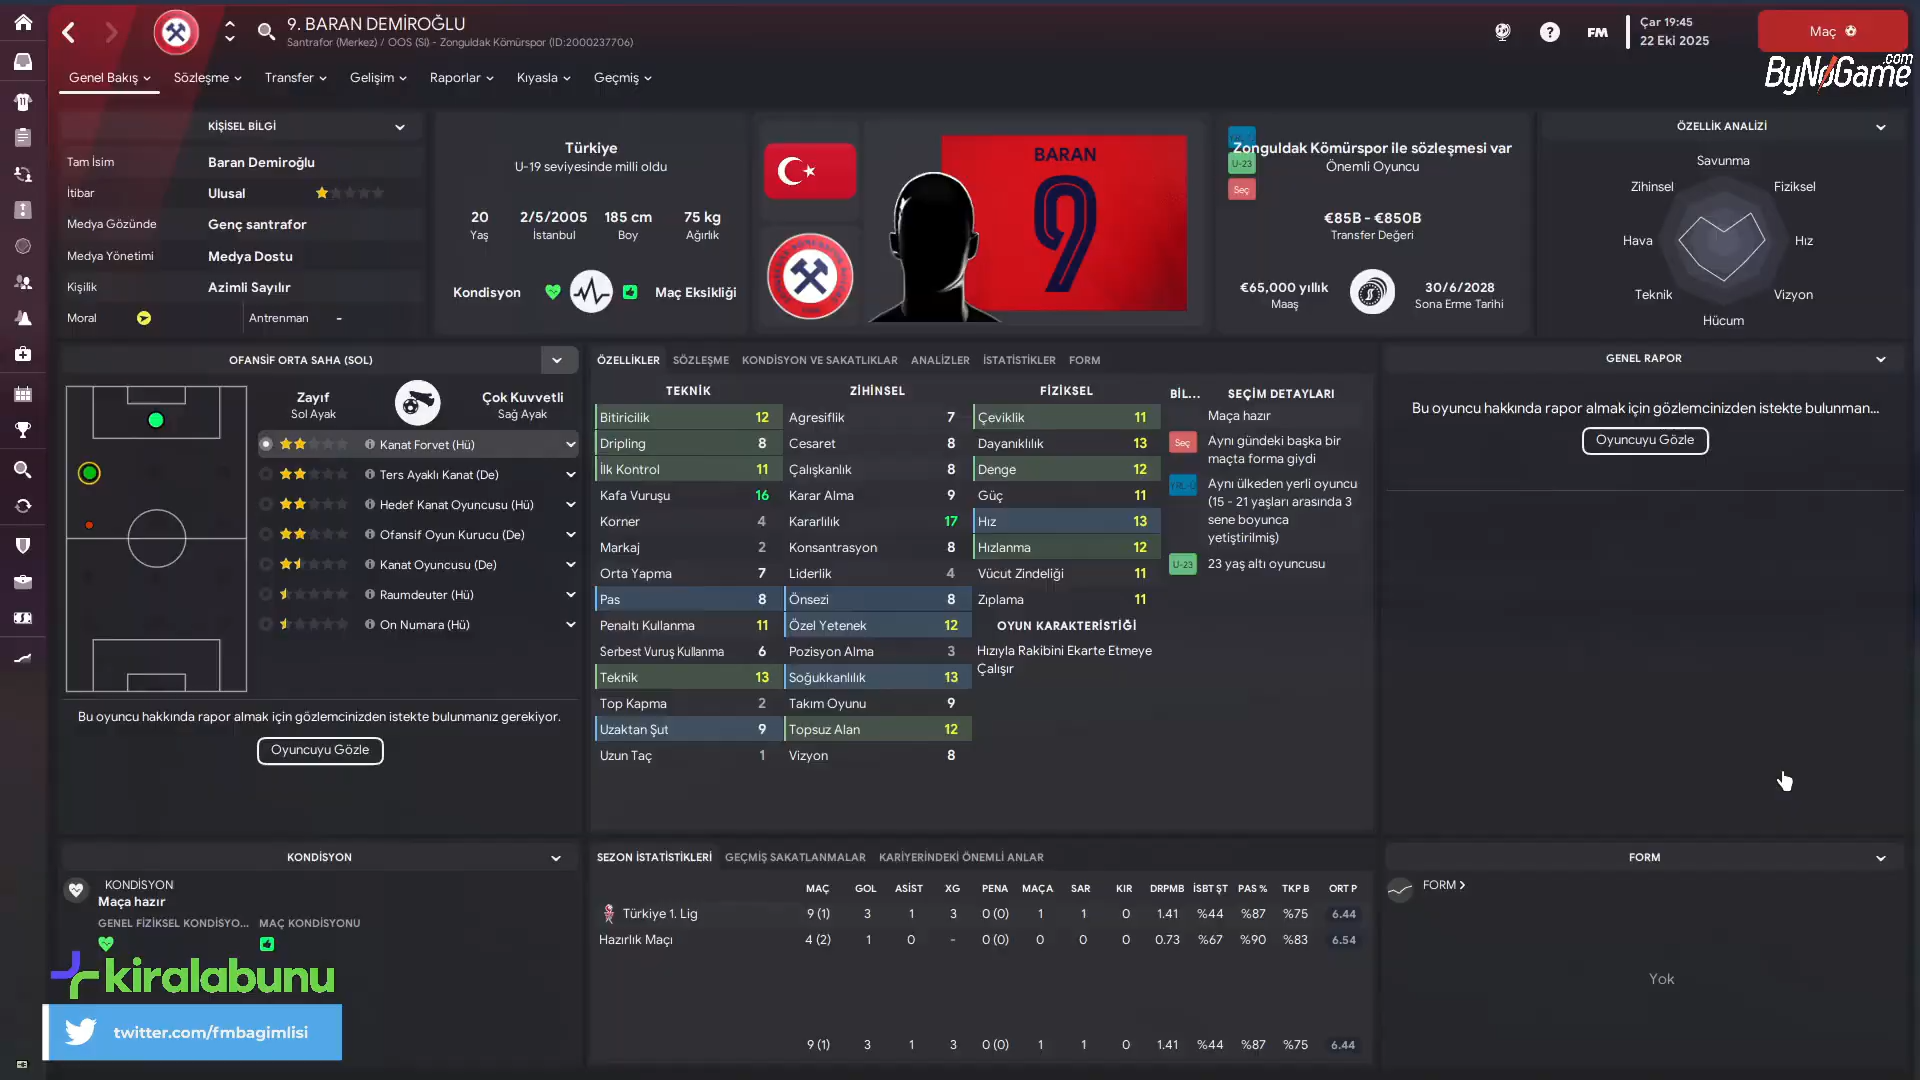 9. BARAN DEMİROĞLU
Santrafor (Merkez) / OOS (Sl) - Zonguldak Kömürspor (ID:2000237706)
FM
Çar 19:45
22 Eki 2025
Maç
ByNoGame.com
Genel Bakış
Sözleşme
Transfer
Gelişim
Raporlar
Kıyasla
Geçmiş
KİŞİSEL BİLGİ
Tam İsim Baran Demiroğlu
İtibar Ulusal
Medya Gözünde Genç santrafor
Medya Yönetimi Medya Dostu
Kişilik Azimli Sayılır
Moral
Antrenman -
Türkiye
U-19 seviyesinde milli oldu
20 2/5/2005 185 cm 75 kg
Yaş İstanbul Boy Ağırlık
Kondisyon
Maç Eksikliği
BARAN
9
U-23
Seç
Zonguldak Kömürspor ile sözleşmesi var
Önemli Oyuncu
€85B - €850B
Transfer Değeri
€65,000 yıllık
Maaş
30/6/2028
Sona Erme Tarihi
ÖZELLİK ANALİZİ
Savunma
Zihinsel
Fiziksel
Hava
Hız
Teknik
Vizyon
Hücum
OFANSİF ORTA SAHA (SOL)
Zayıf
Sol Ayak
Çok Kuvvetli
Sağ Ayak
Kanat Forvet (Hü)
Ters Ayaklı Kanat (De)
Hedef Kanat Oyuncusu (Hü)
Ofansif Oyun Kurucu (De)
Kanat Oyuncusu (De)
Raumdeuter (Hü)
On Numara (Hü)
Bu oyuncu hakkında rapor almak için gözlemcinizden istekte bulunmanız gerekiyor.
Oyuncuyu Gözle
ÖZELLİKLER SÖZLEŞME KONDİSYON VE SAKATLIKLAR ANALİZLER İSTATİSTİKLER FORM
TEKNİK
Bitiricilik 12
Dripling 8
İlk Kontrol 11
Kafa Vuruşu 16
Korner 4
Markaj 2
Orta Yapma 7
Pas 8
Penaltı Kullanma 11
Serbest Vuruş Kullanma 6
Teknik 13
Top Kapma 2
Uzaktan Şut 9
Uzun Taç 1
ZİHİNSEL
Agresiflik 7
Cesaret 8
Çalışkanlık 8
Karar Alma 9
Kararlılık 17
Konsantrasyon 8
Liderlik 4
Önsezi 8
Özel Yetenek 12
Pozisyon Alma 3
Soğukkanlılık 13
Takım Oyunu 9
Topsuz Alan 12
Vizyon 8
FİZİKSEL
Çeviklik 11
Dayanıklılık 13
Denge 12
Güç 11
Hız 13
Hızlanma 12
Vücut Zindeliği 11
Zıplama 11
OYUN KARAKTERİSTİĞİ
Hızıyla Rakibini Ekarte Etmeye
Çalışır
BİL... SEÇİM DETAYLARI
Maça hazır
Seç
Aynı gündeki başka bir
maçta forma giydi
Aynı ülkeden yerli oyuncu
(15 - 21 yaşları arasında 3
sene boyunca
yetiştirilmiş)
U-23
23 yaş altı oyuncusu
GENEL RAPOR
Bu oyuncu hakkında rapor almak için gözlemcinizden istekte bulunman...
Oyuncuyu Gözle
KONDİSYON
KONDİSYON
Maça hazır
GENEL FİZİKSEL KONDİSYO... MAÇ KONDİSYONU
kiralabunu
twitter.com/fmbagimlisi
SEZON İSTATİSTİKLERİ GEÇMİŞ SAKATLANMALAR KARİYERİNDEKİ ÖNEMLİ ANLAR
MAÇ GOL ASİST XG PENA MAÇA SAR KIR DRPMB İSBT ŞT PAS % TKP B ORT P
Türkiye 1. Lig 9 (1) 3 1 3 0 (0) 1 1 0 1.41 %44 %87 %75 6.44
Hazırlık Maçı 4 (2) 1 0 - 0 (0) 0 0 0 0.73 %67 %90 %83 6.54
9 (1) 3 1 3 0 (0) 1 1 0 1.41 %44 %87 %75 6.44
FORM
FORM
Yok